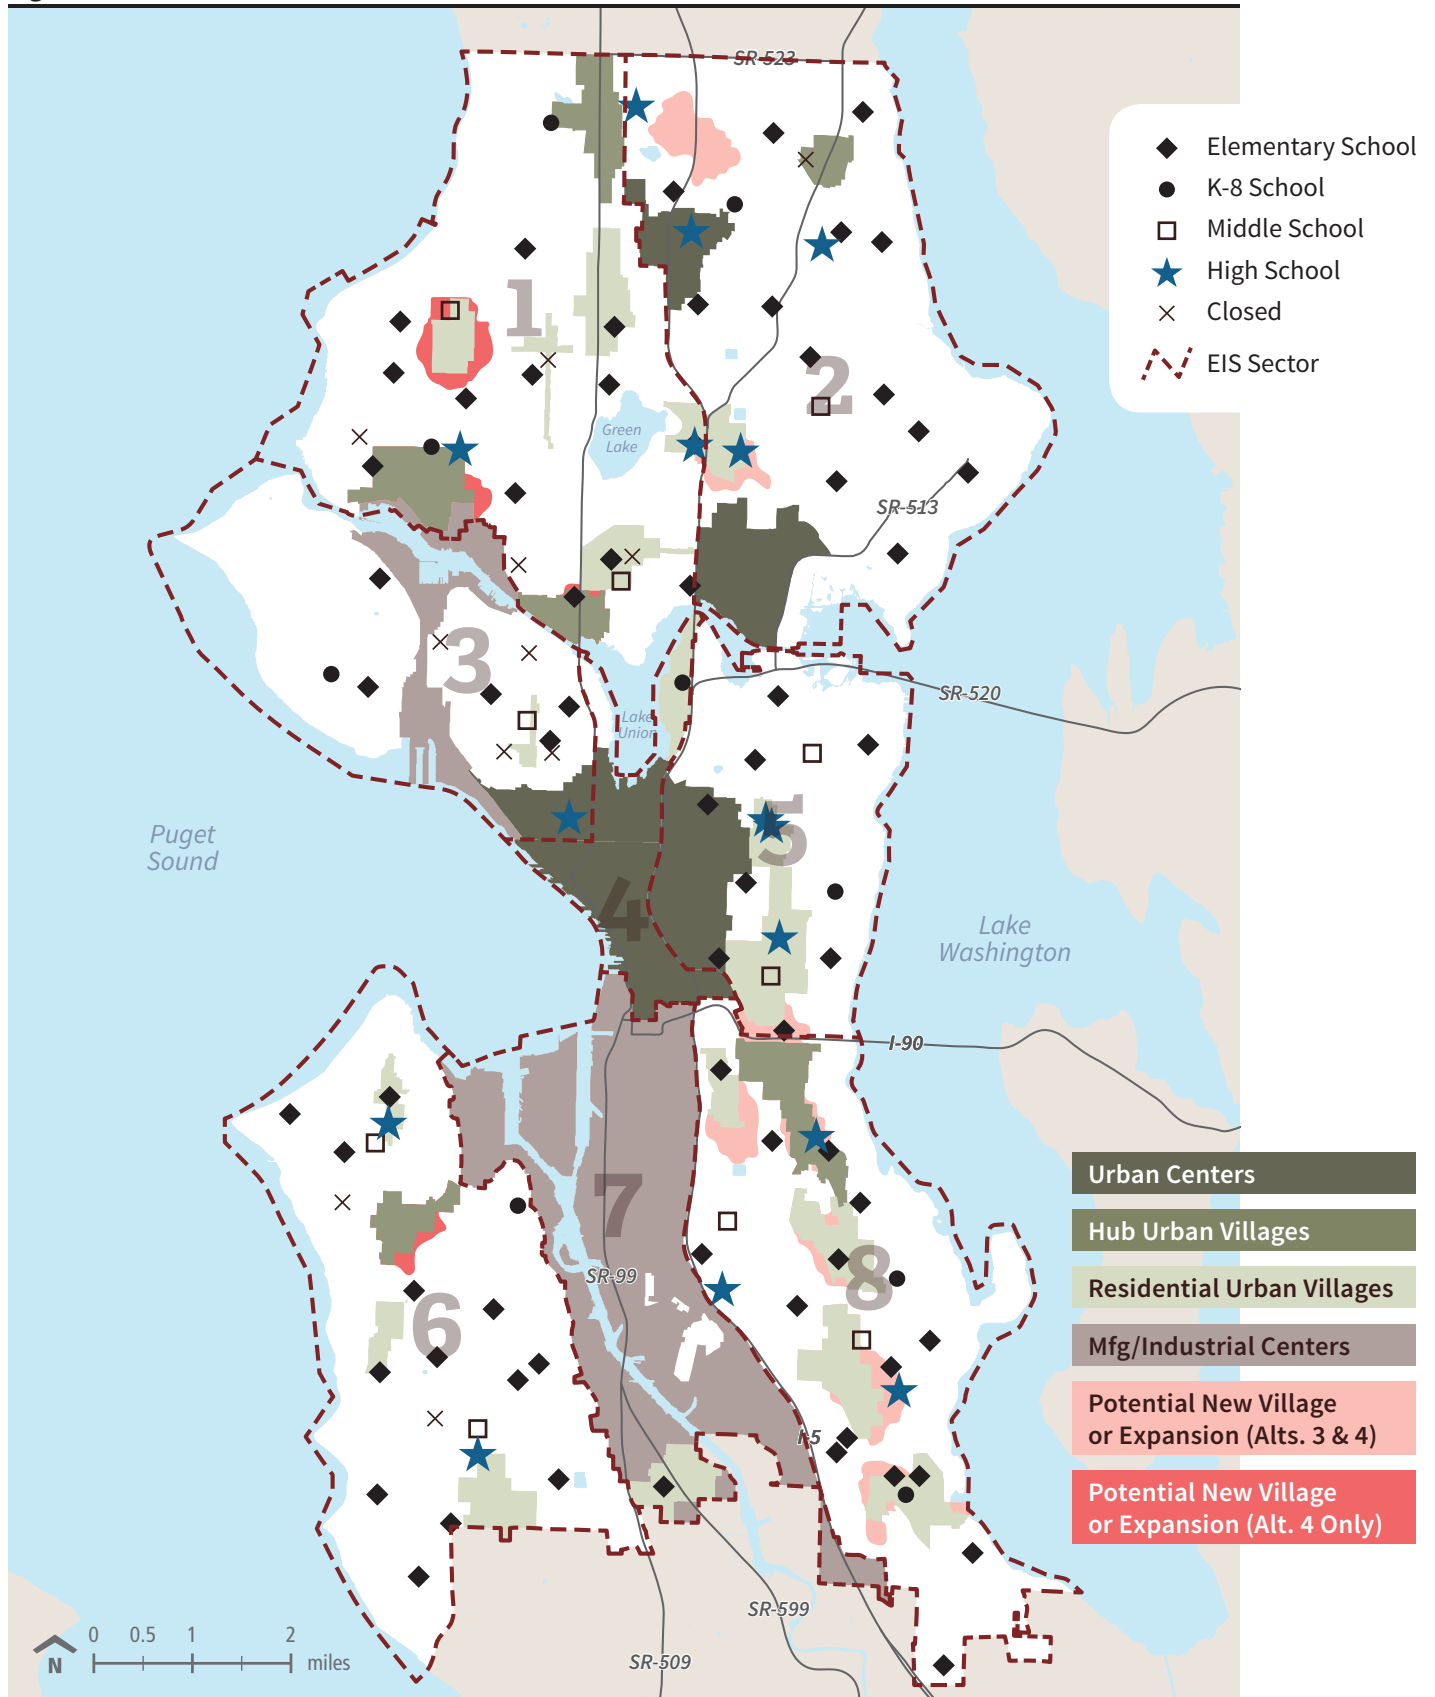 SR-523
Elementary School
K-8 School
Middle School
High School
Closed
EIS Sector
1
2
Green
Lake
SR-513
3
SR-520
Lake
Union
Puget
Sound
5
4
Lake
Washington
I-90
7
Urban Centers
Hub Urban Villages
SR-99
8
Residential Urban Villages
6
Mfg/Industrial Centers
Potential New Village
or Expansion (Alts. 3 & 4)
I-5
Potential New Village
or Expansion (Alt. 4 Only)
SR-599
N
0 0.5 1 2
miles
SR-509